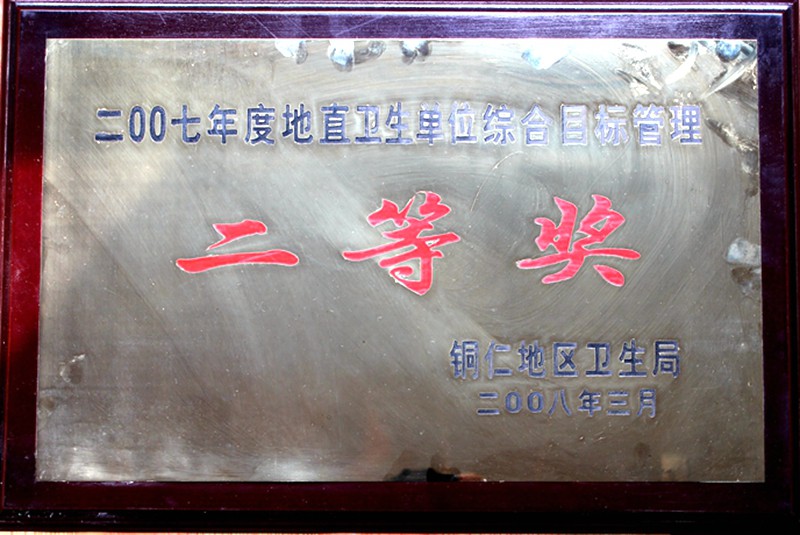 二00七年度地直卫生单位综合目标管理
二等奖
铜仁地区卫生局
二00八年三月